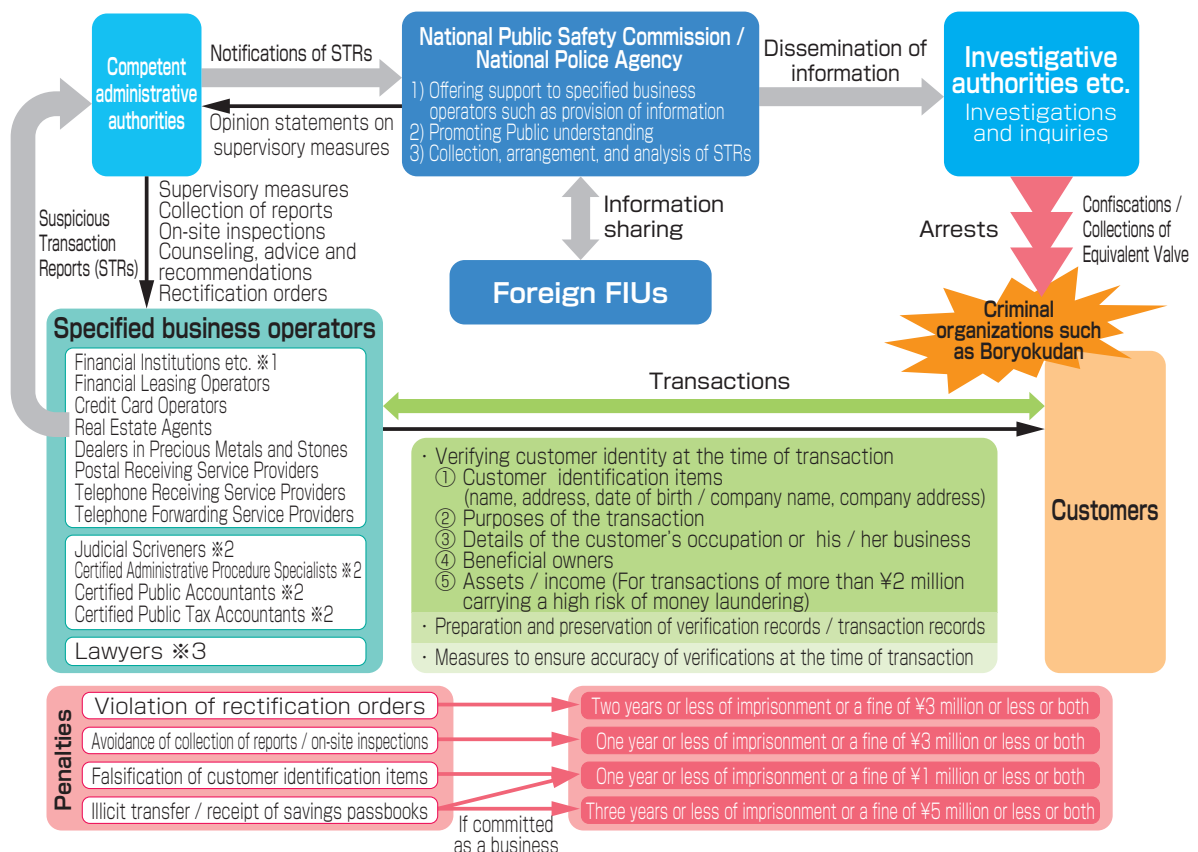 Competent
administrative
authorities
Notifications of STRs
Opinion statements on
supervisory measures
National Public Safety Commission /
National Police Agency
1) Offering support to specified business
operators such as provision of information
2) Promoting Public understanding
3) Collection, arrangement, and analysis of STRs
Dissemination of
information
Investigative
authorities etc.
Investigations
and inquiries
Suspicious
Transaction
Reports (STRs)
Supervisory measures
Collection of reports
On-site inspections
Counseling, advice and
recommendations
Rectification orders
Information
sharing
Foreign FIUs
Arrests
Confiscations /
Collections of
Equivalent Valve
Criminal
organizations such
as Boryokudan
Specified business operators
Financial Institutions etc. ※1
Financial Leasing Operators
Credit Card Operators
Real Estate Agents
Dealers in Precious Metals and Stones
Postal Receiving Service Providers
Telephone Receiving Service Providers
Telephone Forwarding Service Providers
Judicial Scriveners ※2
Certified Administrative Procedure Specialists ※2
Certified Public Accountants ※2
Certified Public Tax Accountants ※2
Lawyers ※3
Transactions
・Verifying customer identity at the time of transaction
① Customer identification items
(name, address, date of birth / company name, company address)
② Purposes of the transaction
③ Details of the customer's occupation or his / her business
④ Beneficial owners
⑤ Assets / income (For transactions of more than ¥2 million
carrying a high risk of money laundering)
・Preparation and preservation of verification records / transaction records
・Measures to ensure accuracy of verifications at the time of transaction
Customers
Penalties
Violation of rectification orders
Two years or less of imprisonment or a fine of ¥3 million or less or both
Avoidance of collection of reports / on-site inspections
One year or less of imprisonment or a fine of ¥3 million or less or both
Falsification of customer identification items
One year or less of imprisonment or a fine of ¥1 million or less or both
Illicit transfer / receipt of savings passbooks
Three years or less of imprisonment or a fine of ¥5 million or less or both
If committed
as a business